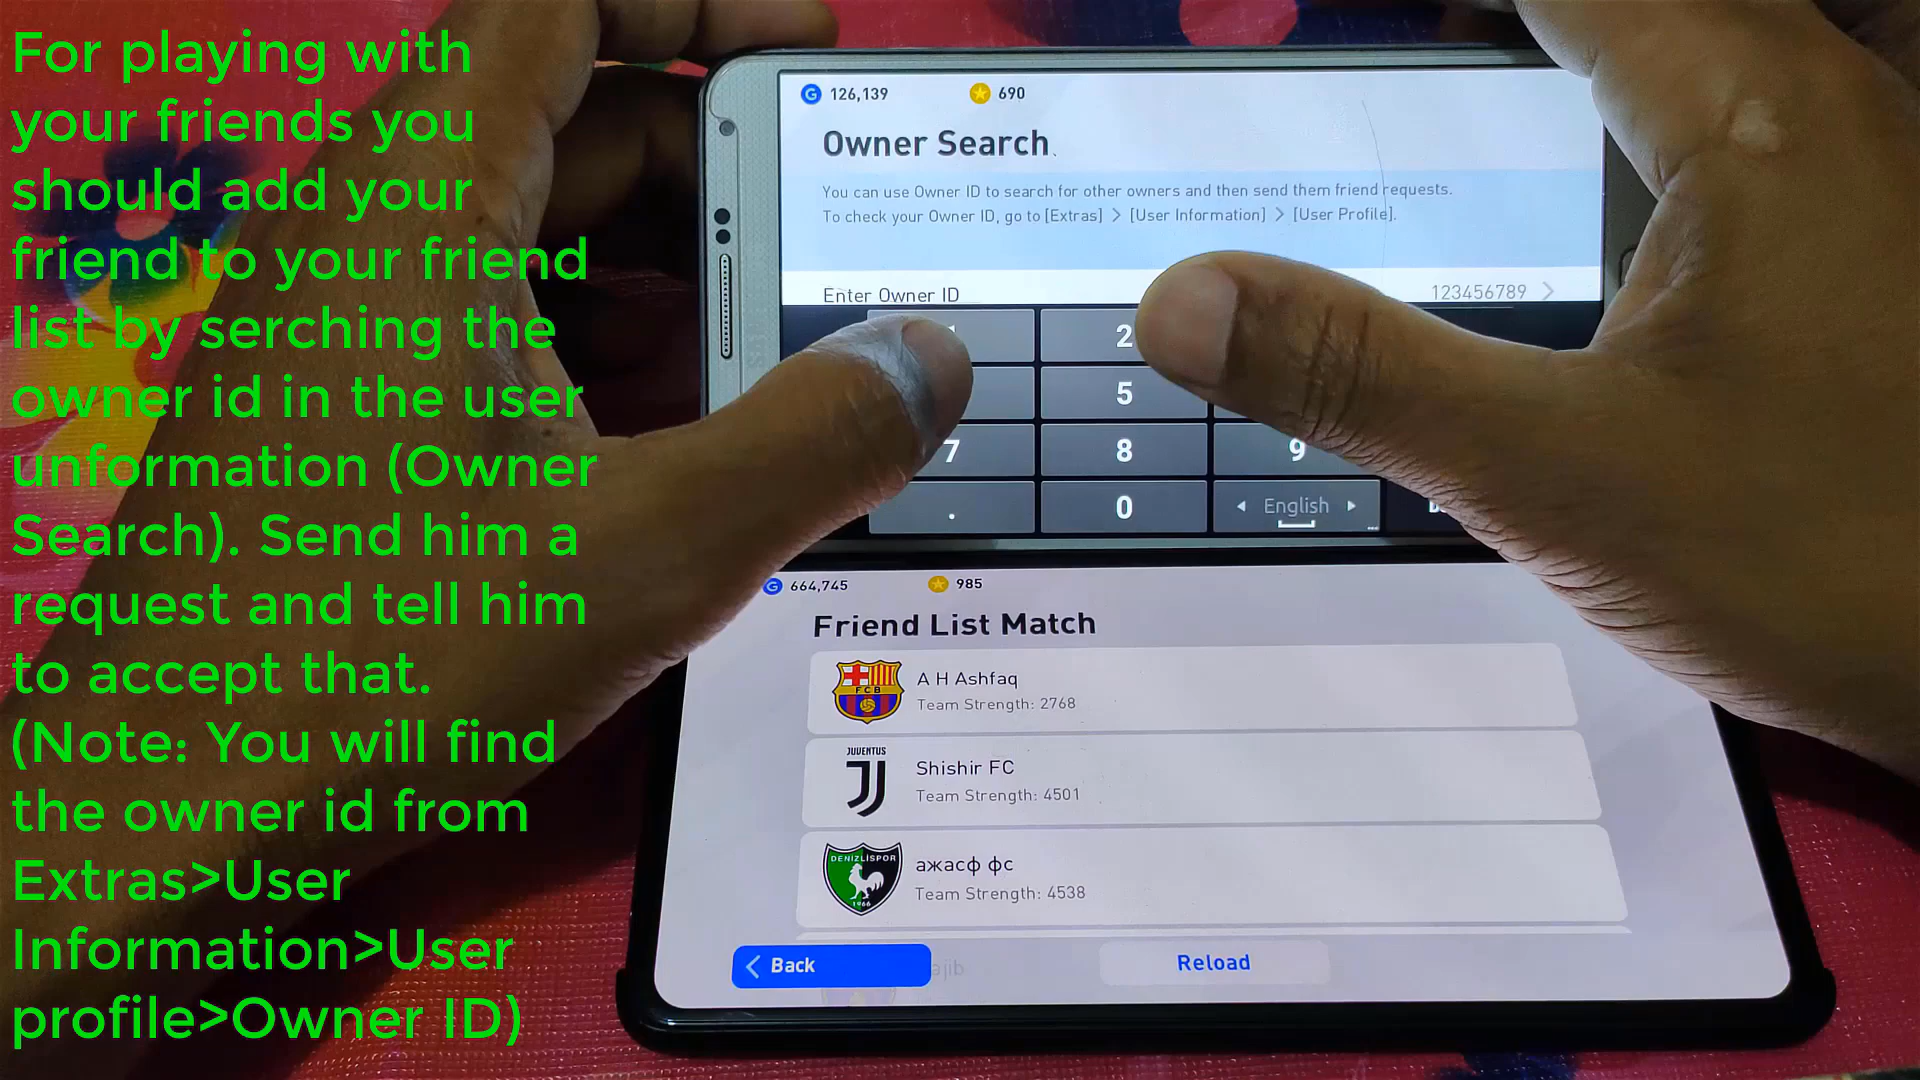 For playing with
your friends you
should add your
friend to your friend
list by serching the
owner id in the user
unformation (Owner
Search). Send him a
request and tell him
to accept that.
(Note: You will find
the owner id from
Extras>User
Information>User
profile>Owner ID)
126,139 690
Owner Search
You can use Owner ID to search for other owners and then send them friend requests.
To check your Owner ID, go to [Extras] > [User Information] > [User Profile].
Enter Owner ID 123456789
2
5
7 8 9
. 0 English
664,745 985
Friend List Match
FCB
A H Ashfaq
Team Strength: 2768
JUVENTUS
Shishir FC
Team Strength: 4501
DENİZLİSPOR
1966
ажасф фс
Team Strength: 4538
Back Reload